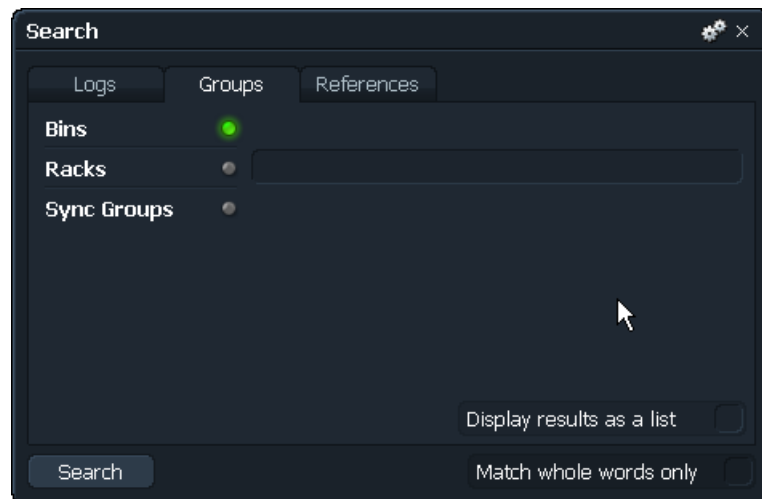 Search
Logs Groups References
Bins
Racks
Sync Groups
Display results as a list
Search Match whole words only